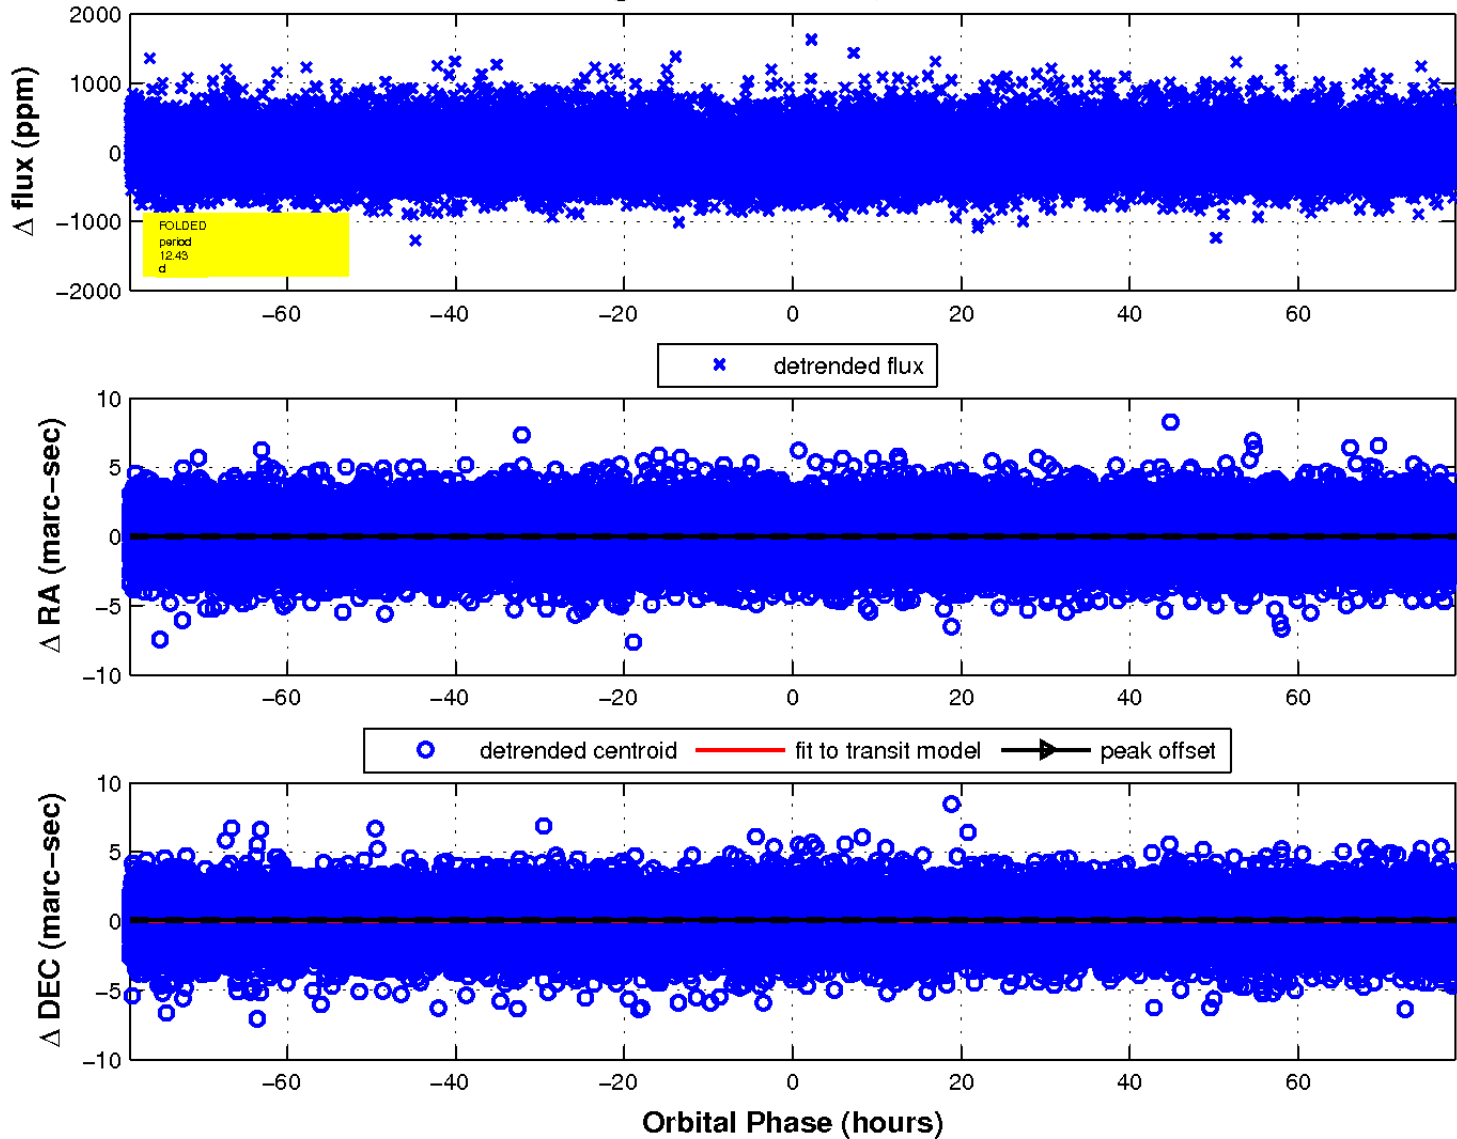 2000
1000
0
−1000
−2000
Δ flux (ppm)
FOLDED
period
12.43
d
−60 −40 −20 0 20 40 60
detrended flux
10
5
0
−5
−10
Δ RA (marc−sec)
−60 −40 −20 0 20 40 60
detrended centroid fit to transit model peak offset
10
5
0
−5
−10
Δ DEC (marc−sec)
−60 −40 −20 0 20 40 60
Orbital Phase (hours)